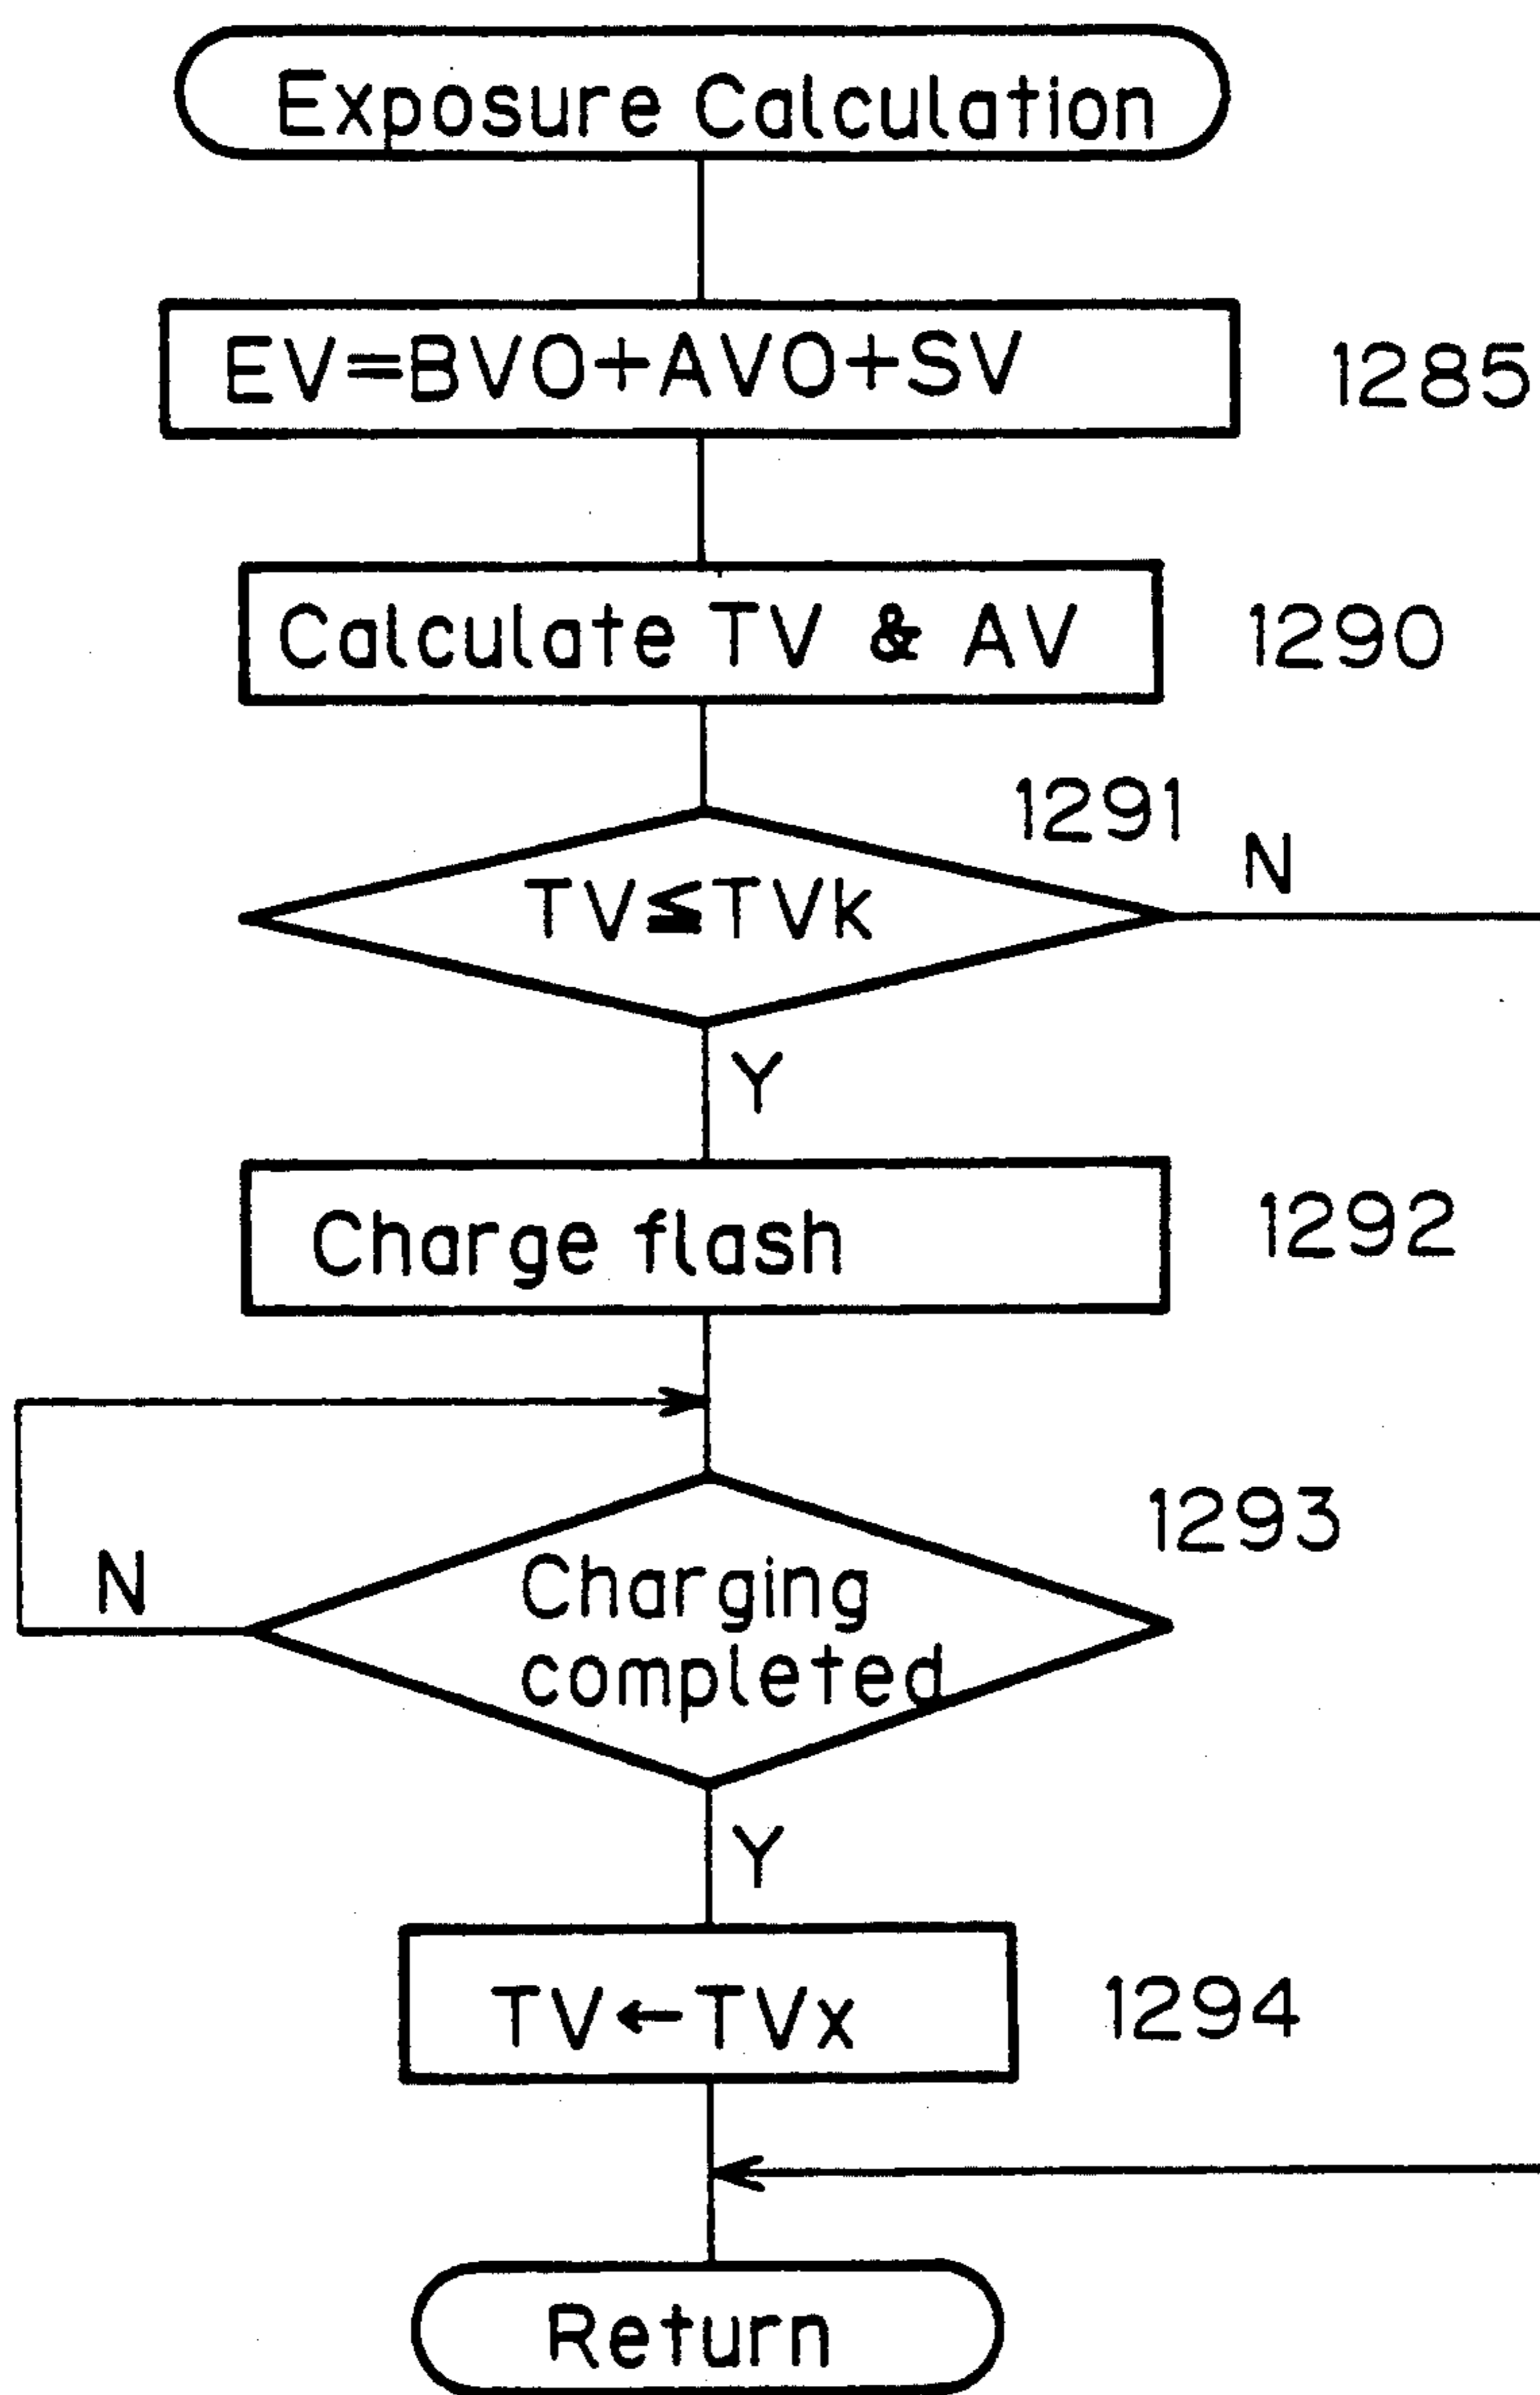 Exposure Calculation
EV=BVO+AVO+SV
1285
Calculate TV & AV
1290
1291
TV≦TVk
N
Y
Charge flash
1292
1293
N
Charging
completed
Y
TV←TVx
1294
Return